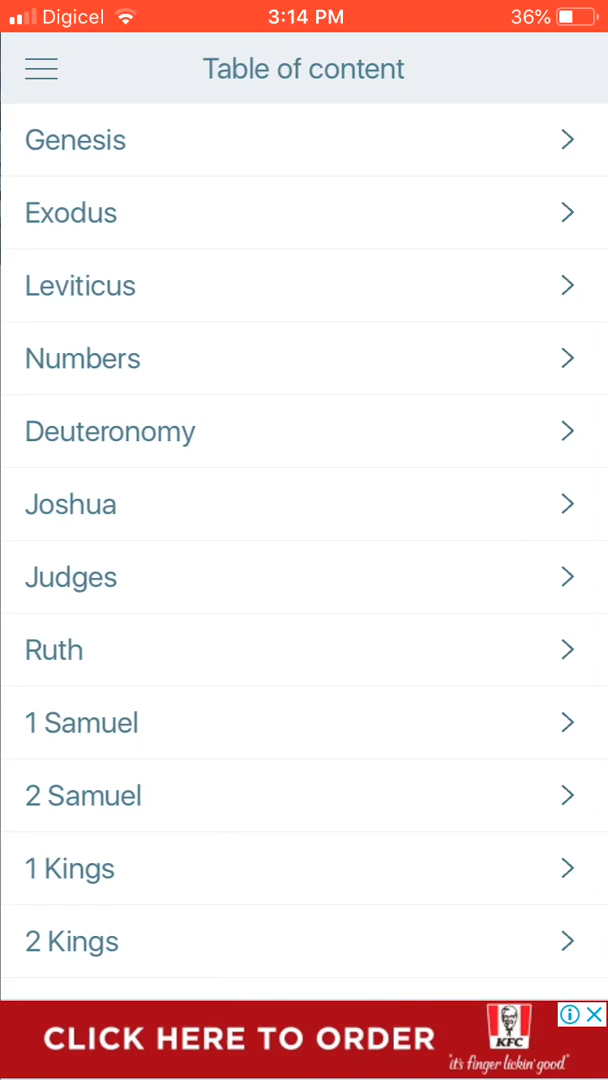 Digicel 3:14 PM 36%
Table of content
Genesis
Exodus
Leviticus
Numbers
Deuteronomy
Joshua
Judges
Ruth
1 Samuel
2 Samuel
1 Kings
2 Kings
CLICK HERE TO ORDER
KFC
"it's finger lickin' good"